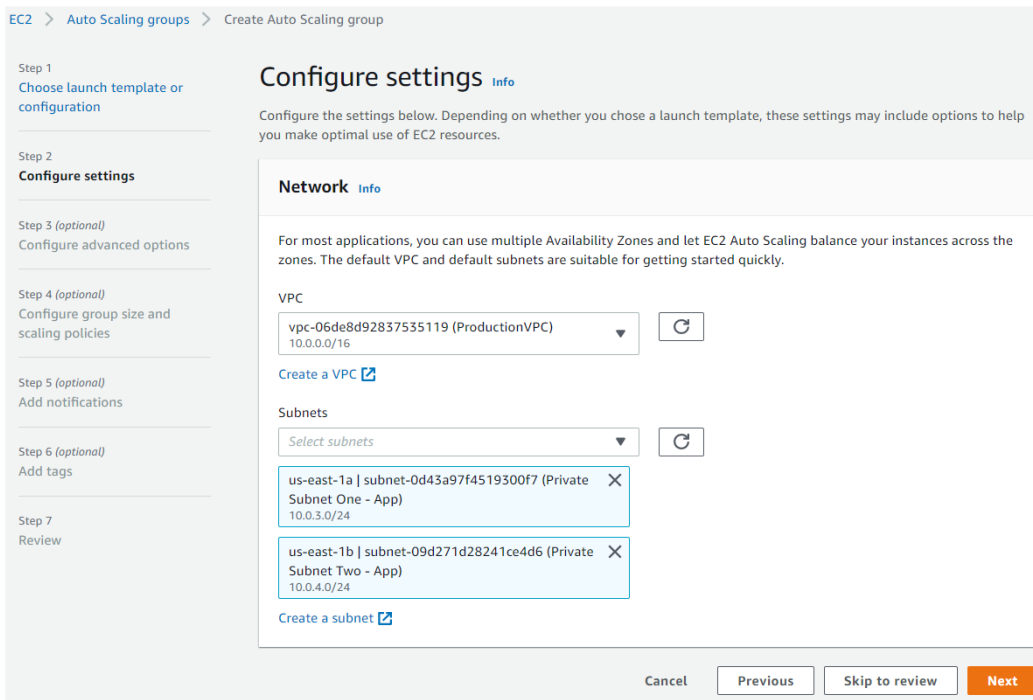 EC2 > Auto Scaling groups > Create Auto Scaling group
Step 1
Choose launch template or
configuration
Step 2
Configure settings
Step 3 (optional)
Configure advanced options
Step 4 (optional)
Configure group size and
scaling policies
Step 5 (optional)
Add notifications
Step 6 (optional)
Add tags
Step 7
Review
Configure settings Info
Configure the settings below. Depending on whether you chose a launch template, these settings may include options to help
you make optimal use of EC2 resources.
Network Info
For most applications, you can use multiple Availability Zones and let EC2 Auto Scaling balance your instances across the
zones. The default VPC and default subnets are suitable for getting started quickly.
VPC
vpc-06de8d92837535119 (ProductionVPC)
10.0.0.0/16
Create a VPC
Subnets
Select subnets
us-east-1a | subnet-0d43a97f4519300f7 (Private
Subnet One - App)
10.0.3.0/24
us-east-1b | subnet-09d271d28241ce4d6 (Private
Subnet Two - App)
10.0.4.0/24
Create a subnet
Cancel Previous Skip to review Next